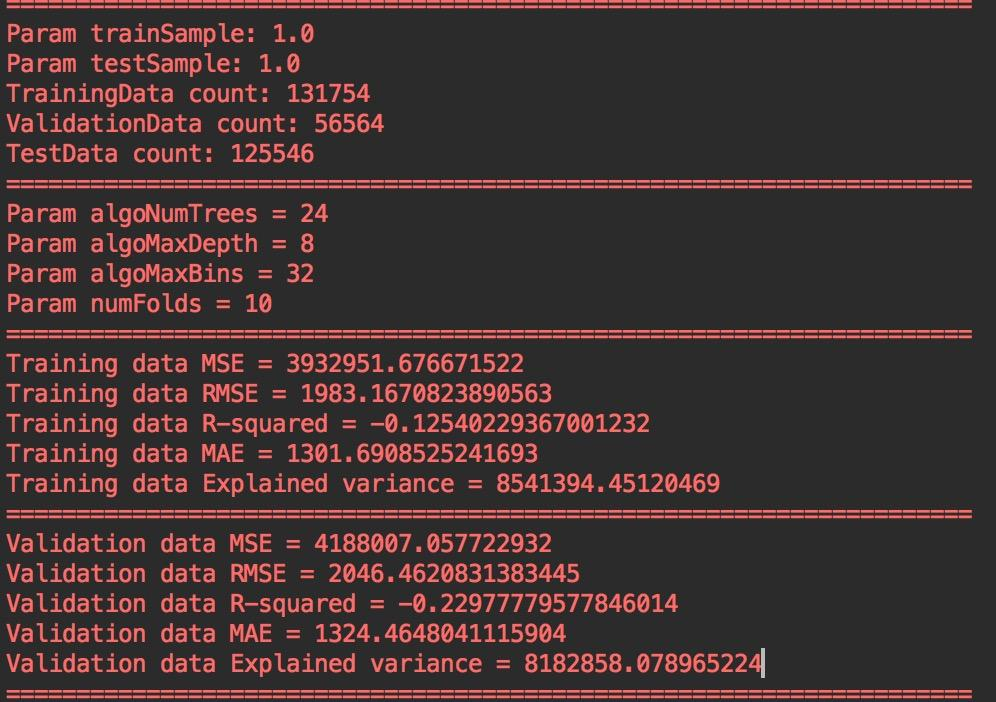 ======================================================================
Param trainSample: 1.0
Param testSample: 1.0
TrainingData count: 131754
ValidationData count: 56564
TestData count: 125546
=====================================================================
Param algoNumTrees = 24
Param algoMaxDepth = 8
Param algoMaxBins = 32
Param numFolds = 10
=====================================================================
Training data MSE = 3932951.676671522
Training data RMSE = 1983.1670823890563
Training data R-squared = -0.12540229367001232
Training data MAE = 1301.6908525241693
Training data Explained variance = 8541394.45120469
=====================================================================
Validation data MSE = 4188007.057722932
Validation data RMSE = 2046.4620831383445
Validation data R-squared = -0.22977779577846014
Validation data MAE = 1324.4648041115904
Validation data Explained variance = 8182858.078965224
=====================================================================